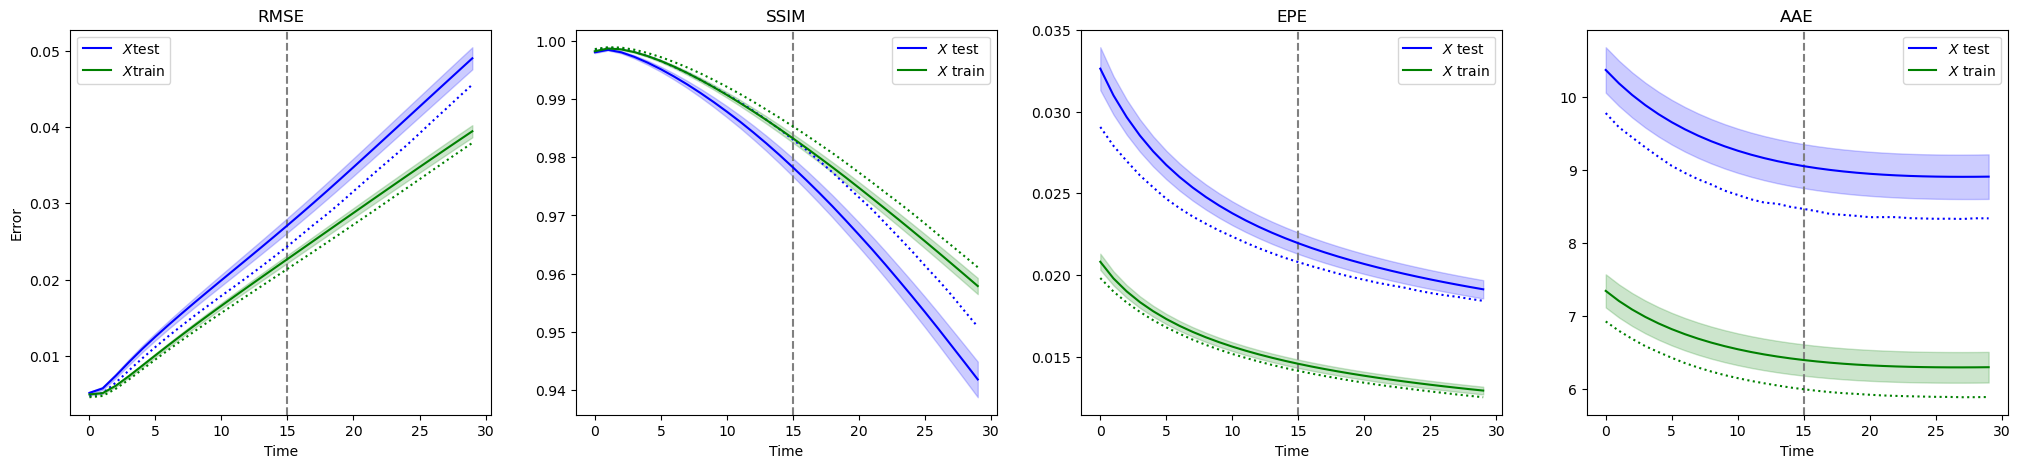 RMSE
0.05
0.04
0.03
0.02
0.01
Error
Xtest
Xtrain
0 5 10 15 20 25 30
Time
SSIM
1.00
0.99
0.98
0.97
0.96
0.95
0.94
X test
X train
0 5 10 15 20 25 30
Time
EPE
0.035
0.030
0.025
0.020
0.015
X test
X train
0 5 10 15 20 25 30
Time
AAE
10
9
8
7
6
X test
X train
0 5 10 15 20 25 30
Time